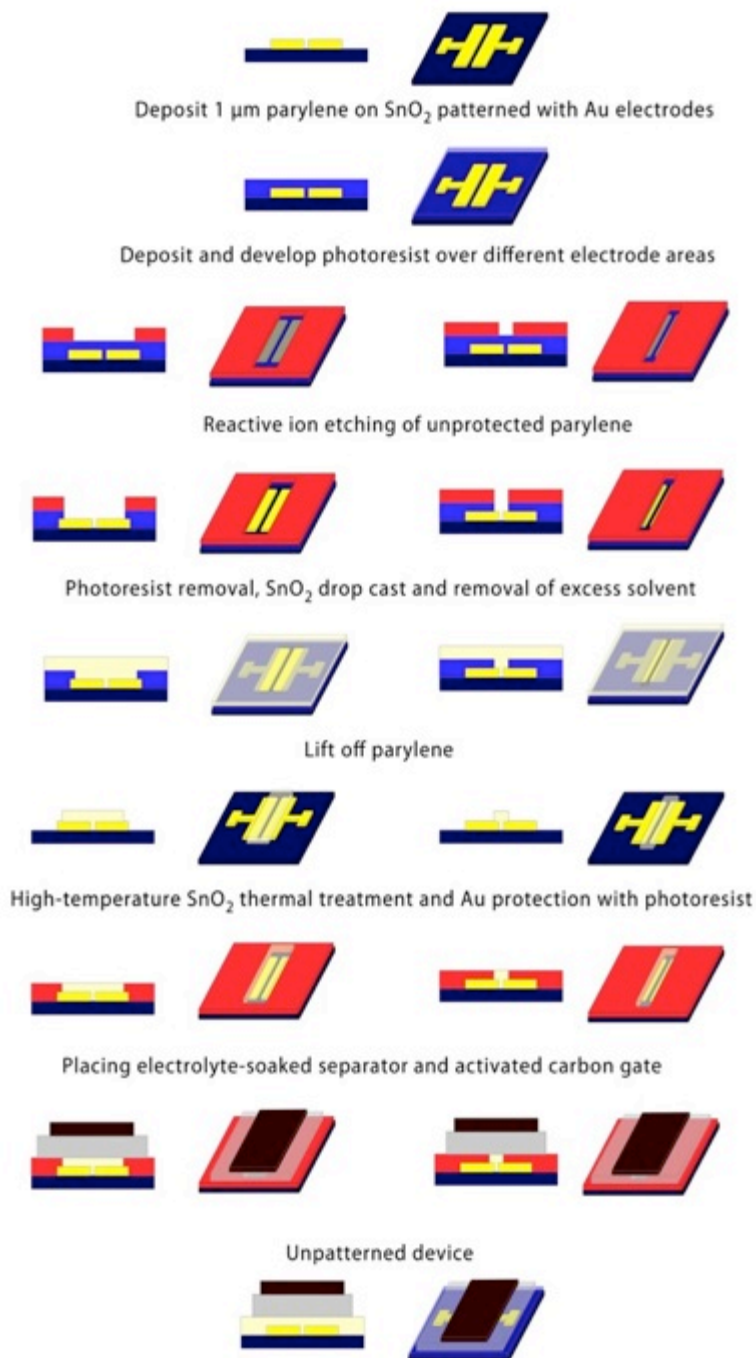 Deposit 1 μm parylene on SnO₂ patterned with Au electrodes
Deposit and develop photoresist over different electrode areas
Reactive ion etching of unprotected parylene
Photoresist removal, SnO₂ drop cast and removal of excess solvent
Lift off parylene
High-temperature SnO₂ thermal treatment and Au protection with photoresist
Placing electrolyte-soaked separator and activated carbon gate
Unpatterned device